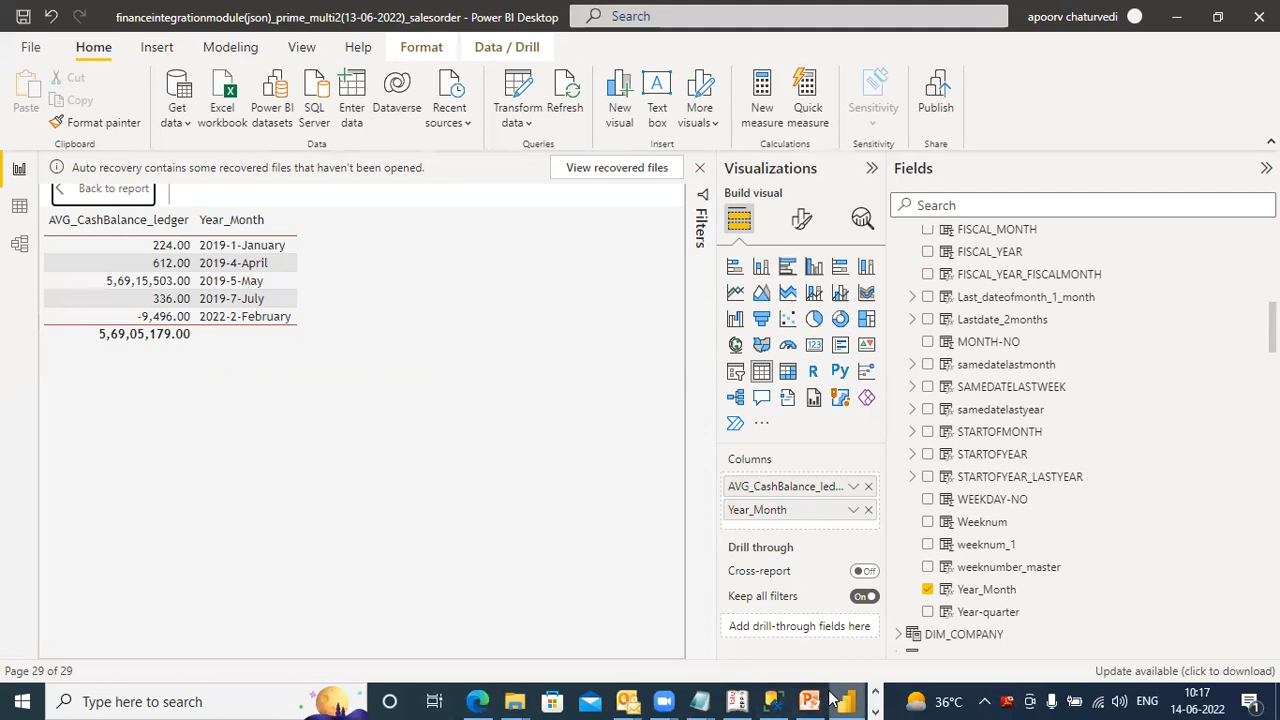 financeintegrationmodule(json)_prime_multi2(13-06-2022)_salesorder - Power BI Desktop
Search
apoorv chaturvedi
File Home Insert Modeling View Help Format Data / Drill
Paste
Cut
Copy
Format painter
Clipboard
Get data
Excel workbook
Power BI datasets
SQL Server
Enter data
Dataverse
Recent sources
Data
Transform data
Refresh
Queries
New visual
Text box
More visuals
Insert
New measure
Quick measure
Calculations
Sensitivity
Sensitivity
Publish
Share
Auto recovery contains some recovered files that haven't been opened.
View recovered files
Back to report
AVG_CashBalance_ledger Year_Month
224.00 2019-1-January
612.00 2019-4-April
5,69,15,503.00 2019-5-May
336.00 2019-7-July
-9,496.00 2022-2-February
5,69,05,179.00
Filters
Visualizations
Build visual
123
R
Py
Columns
AVG_CashBalance_led...
Year_Month
Drill through
Cross-report Off
Keep all filters On
Add drill-through fields here
Fields
Search
FISCAL_MONTH
FISCAL_YEAR
FISCAL_YEAR_FISCALMONTH
Last_dateofmonth_1_month
Lastdate_2months
MONTH-NO
samedatelastmonth
SAMEDATELASTWEEK
samedatelastyear
STARTOFMONTH
STARTOFYEAR
STARTOFYEAR_LASTYEAR
WEEKDAY-NO
Weeknum
weeknum_1
weeknumber_master
Year_Month
Year-quarter
DIM_COMPANY
Page 29 of 29
Update available (click to download)
Type here to search
36°C
ENG
10:17
14-06-2022
1